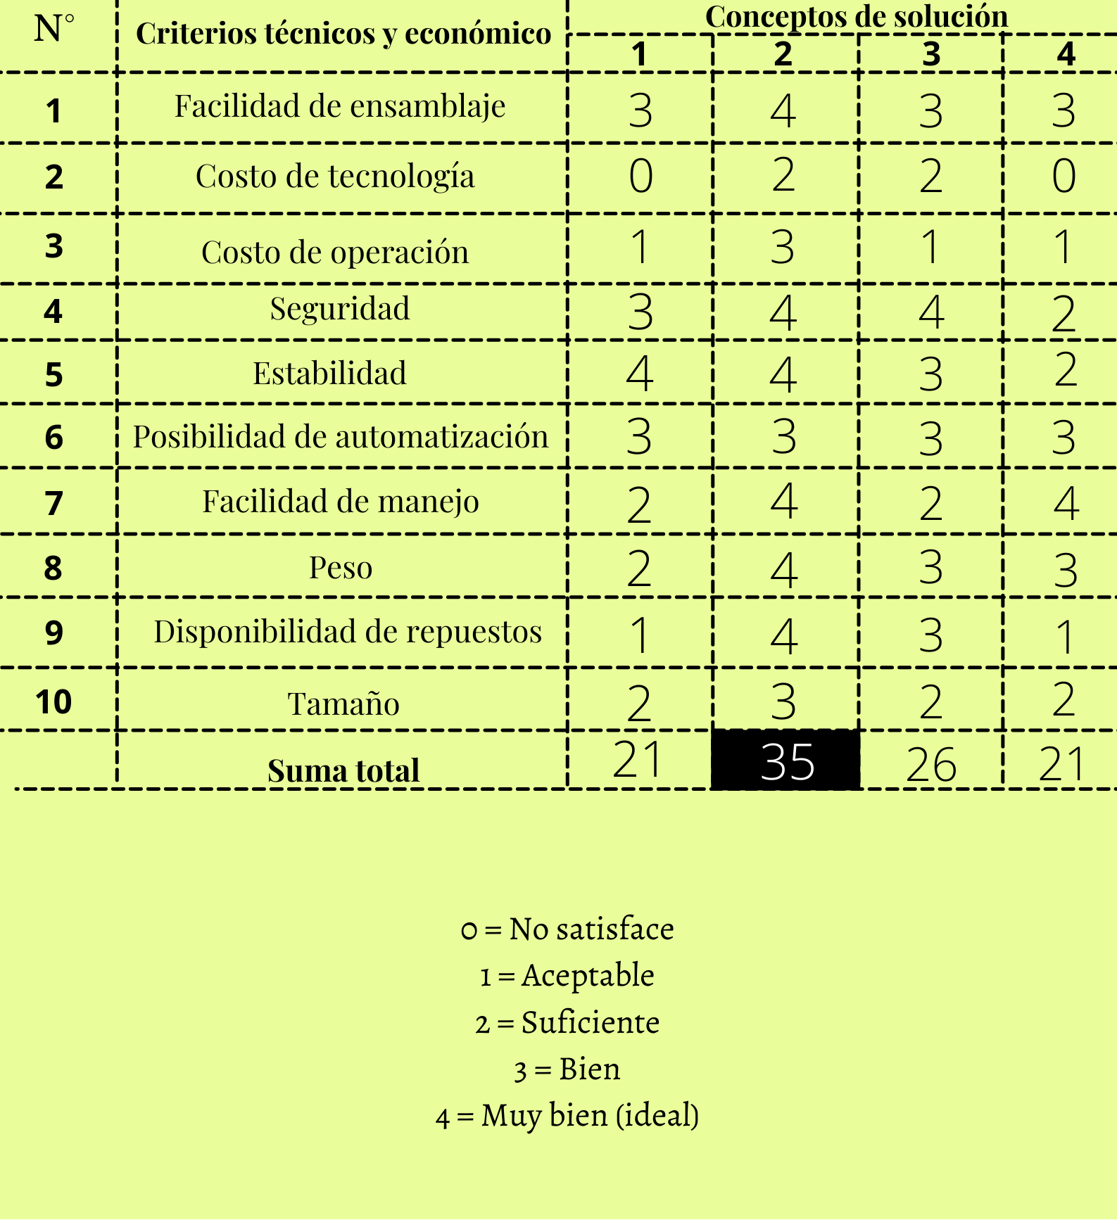 N° Criterios técnicos y económico Conceptos de solución
1 2 3 4
1 Facilidad de ensamblaje 3 4 3 3
2 Costo de tecnología 0 2 2 0
3 Costo de operación 1 3 1 1
4 Seguridad 3 4 4 2
5 Estabilidad 4 4 3 2
6 Posibilidad de automatización 3 3 3 3
7 Facilidad de manejo 2 4 2 4
8 Peso 2 4 3 3
9 Disponibilidad de repuestos 1 4 3 1
10 Tamaño 2 3 2 2
Suma total 21 35 26 21
0 = No satisface
1 = Aceptable
2 = Suficiente
3 = Bien
4 = Muy bien (ideal)